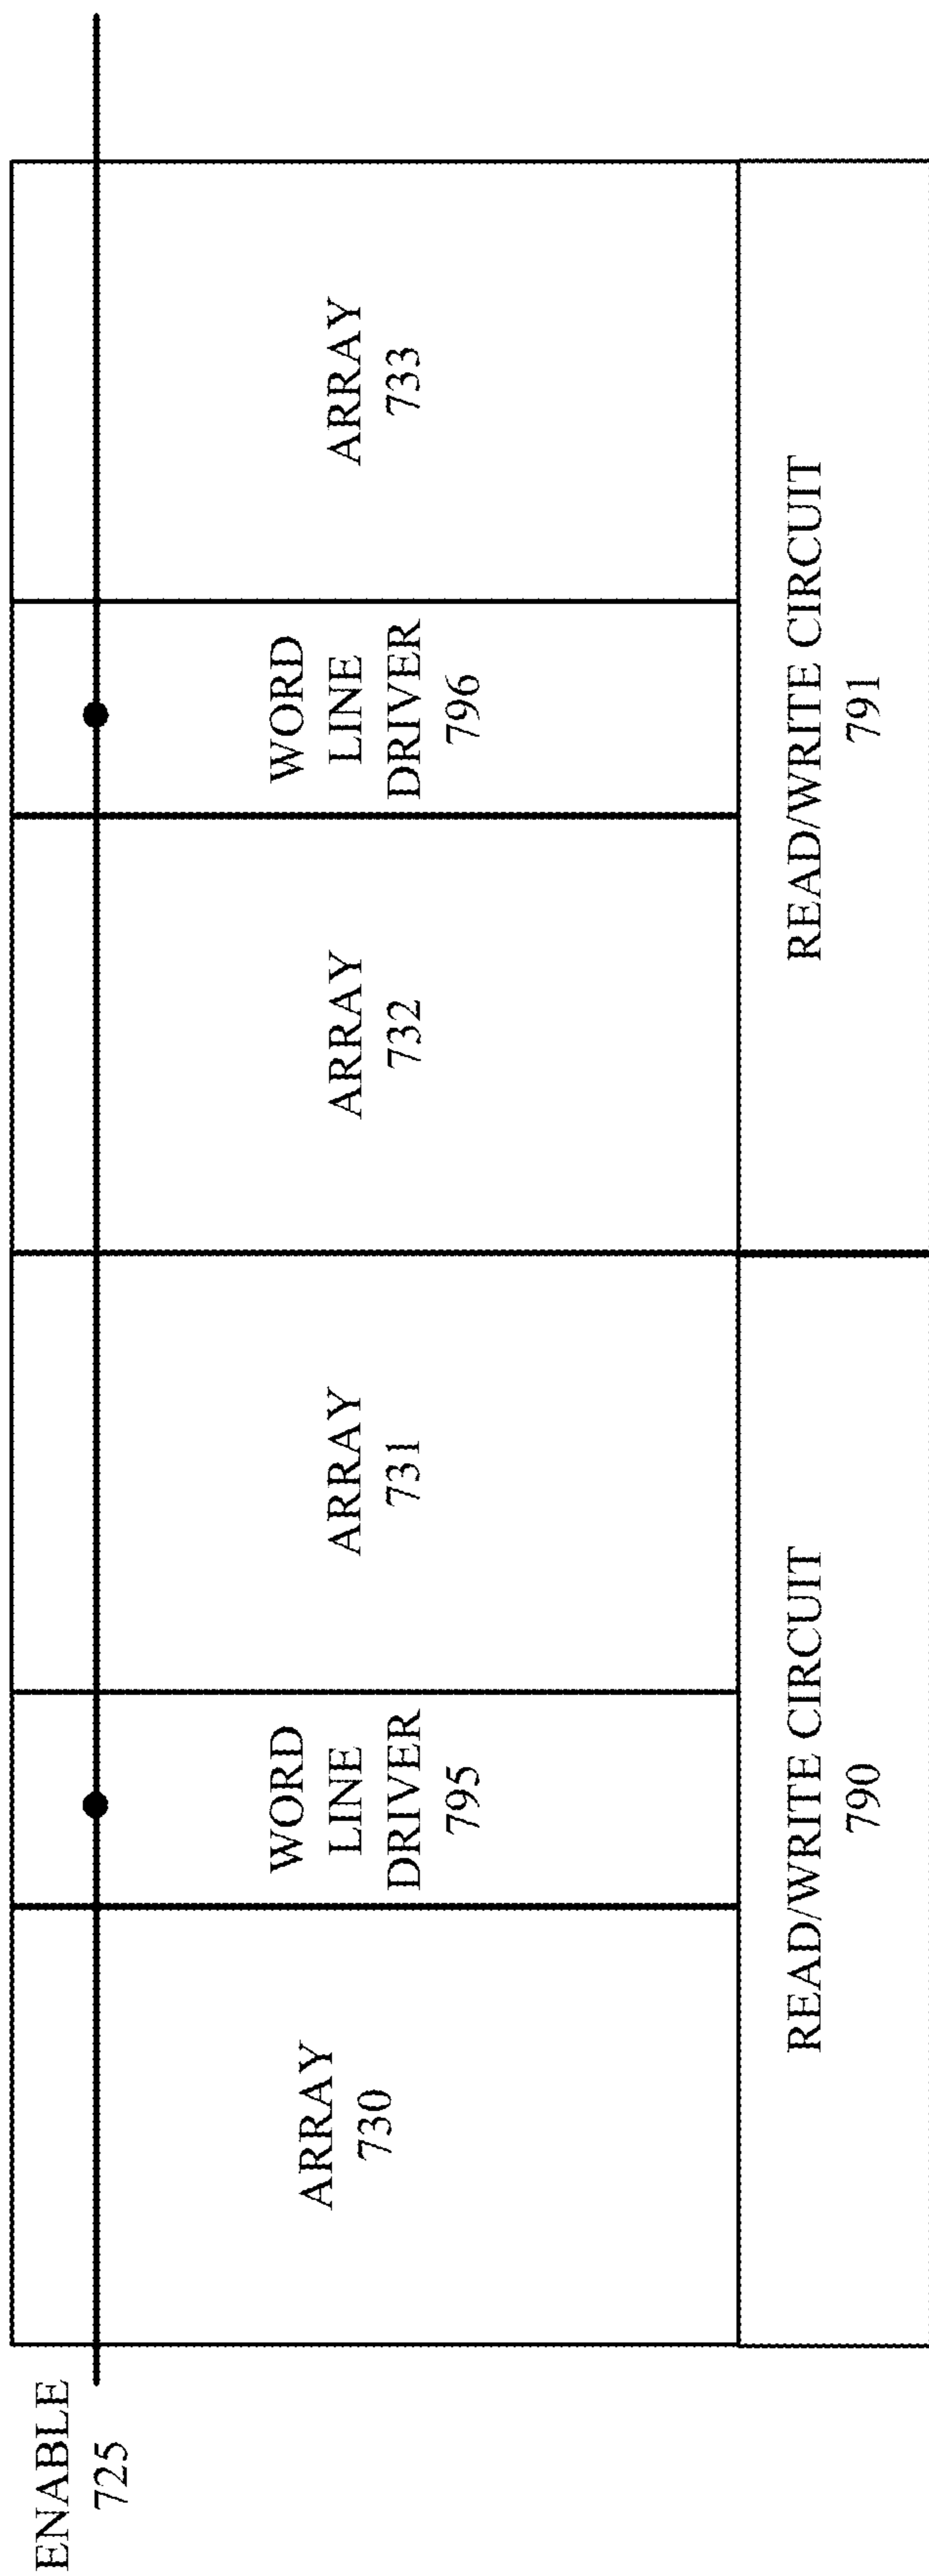 ENABLE
725
ARRAY
730
WORD
LINE
DRIVER
795
ARRAY
731
ARRAY
732
WORD
LINE
DRIVER
796
ARRAY
733
READ/WRITE CIRCUIT
790
READ/WRITE CIRCUIT
791